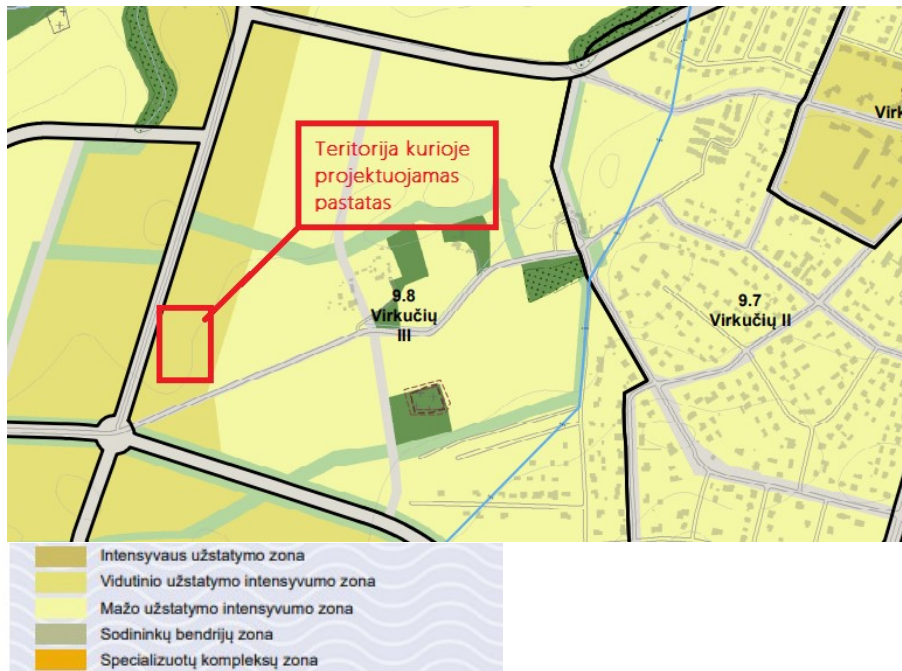 Virk
Teritorija kurioje
projektuojamas
pastatas
9.8
Virkučių
III
9.7
Virkučių II
Intensyvaus užstatymo zona
Vidutinio užstatymo intensyvumo zona
Mažo užstatymo intensyvumo zona
Sodininkų bendrijų zona
Specializuotų kompleksų zona